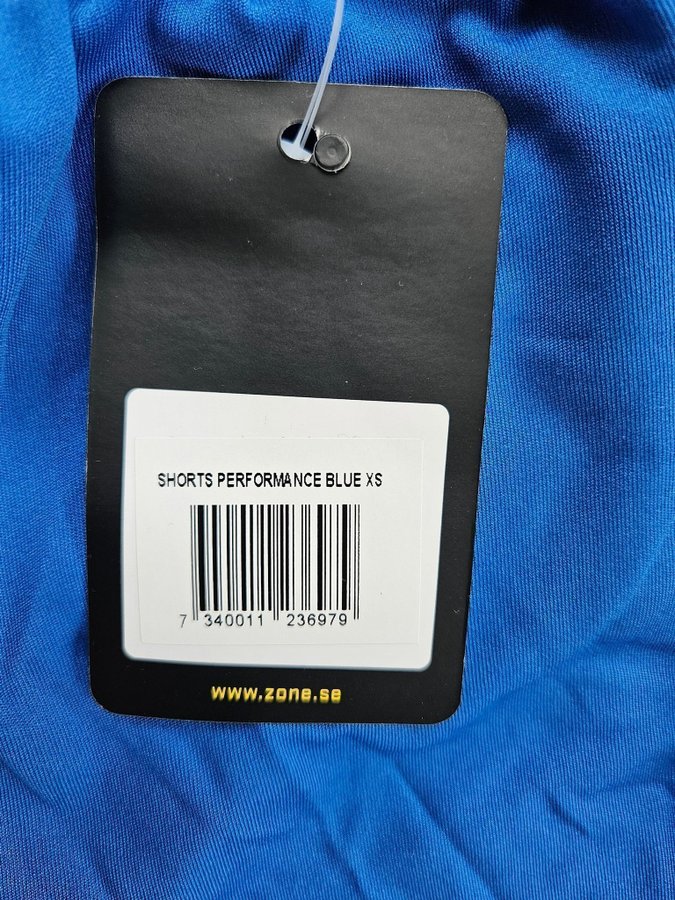 SHORTS PERFORMANCE BLUE XS
7 340011 236979
www.zone.se